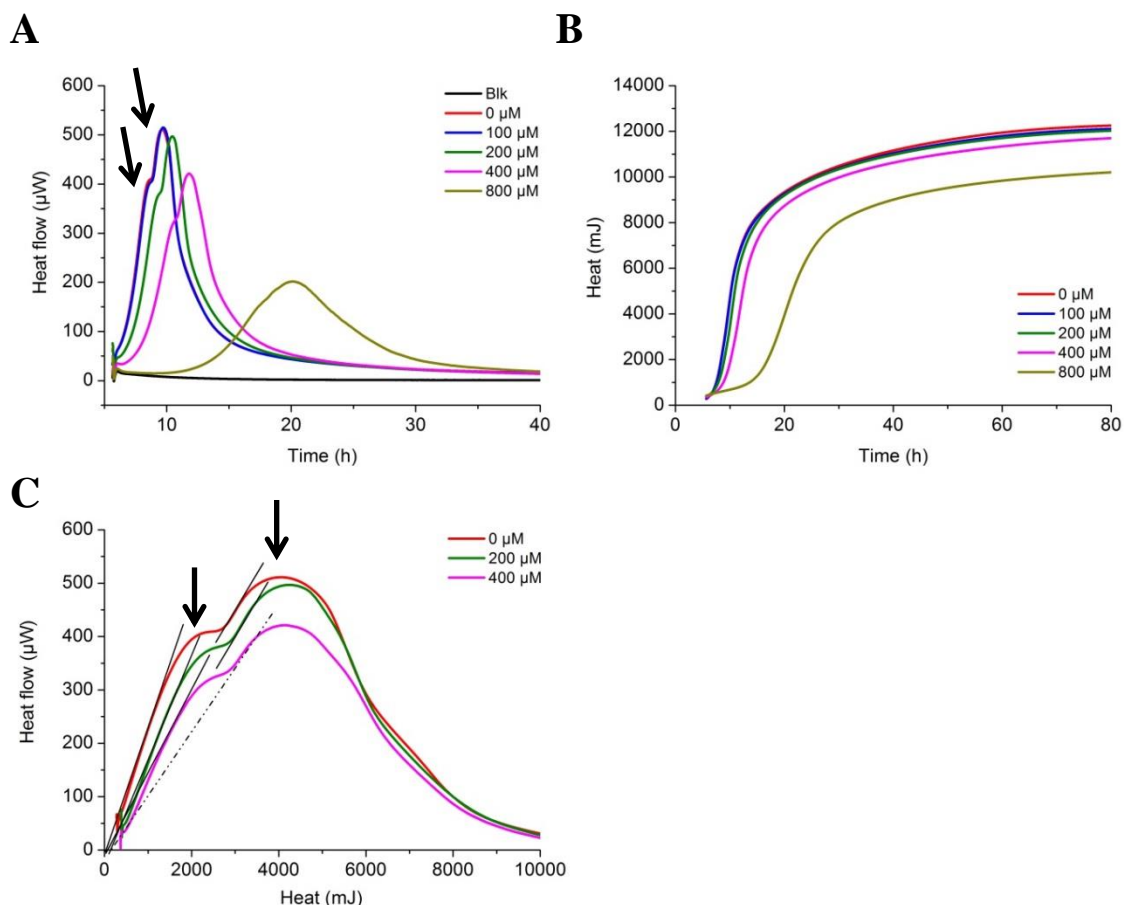 A
600
500
400
300
200
100
0
Heat flow (µW)
10
20
30
40
Time (h)
Blk
0 µM
100 µM
200 µM
400 µM
800 µM
B
14000
12000
10000
8000
6000
4000
2000
0
Heat (mJ)
0
20
40
60
80
Time (h)
0 µM
100 µM
200 µM
400 µM
800 µM
C
600
500
400
300
200
100
0
Heat flow (µW)
0
2000
4000
6000
8000
10000
Heat (mJ)
0 µM
200 µM
400 µM